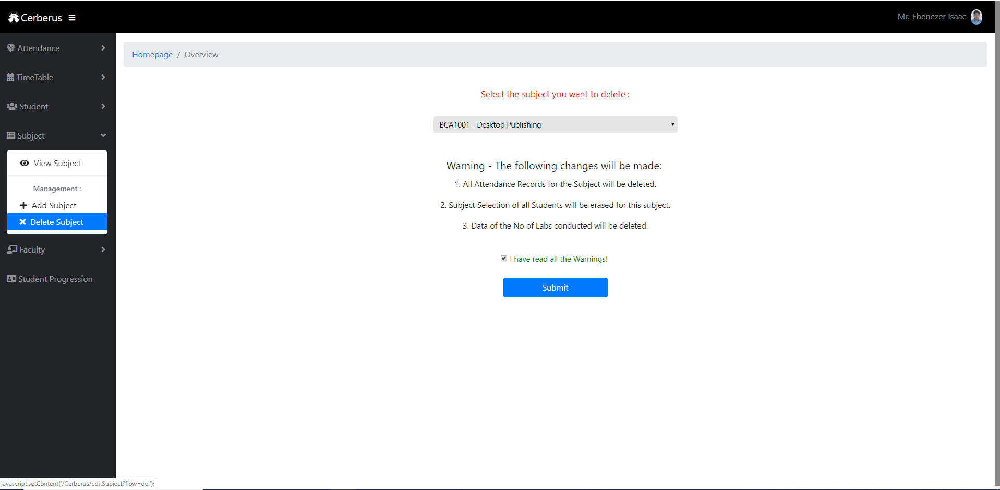 Cerberus
Mr. Ebenezer Isaac
Attendance
TimeTable
Student
Subject
View Subject
Management :
Add Subject
Delete Subject
Faculty
Student Progression
Homepage / Overview
Select the subject you want to delete :
BCA1001 - Desktop Publishing
Warning - The following changes will be made:
1. All Attendance Records for the Subject will be deleted.
2. Subject Selection of all Students will be erased for this subject.
3. Data of the No of Labs conducted will be deleted.
I have read all the Warnings!
Submit
javascript:setContent('/Cerberus/editSubject?flow=del');